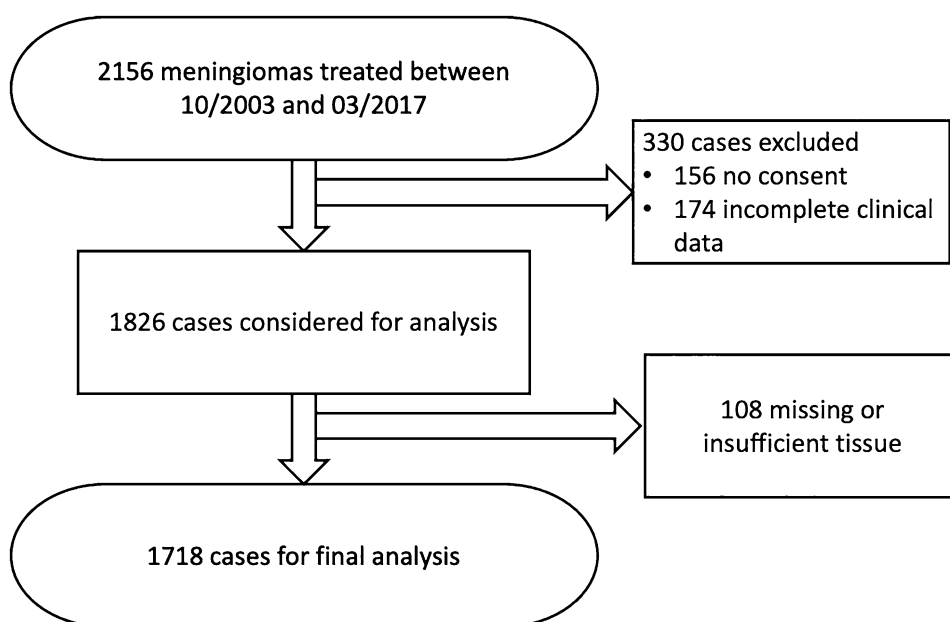 2156 meningiomas treated between
10/2003 and 03/2017
330 cases excluded
• 156 no consent
• 174 incomplete clinical
data
1826 cases considered for analysis
108 missing or
insufficient tissue
1718 cases for final analysis